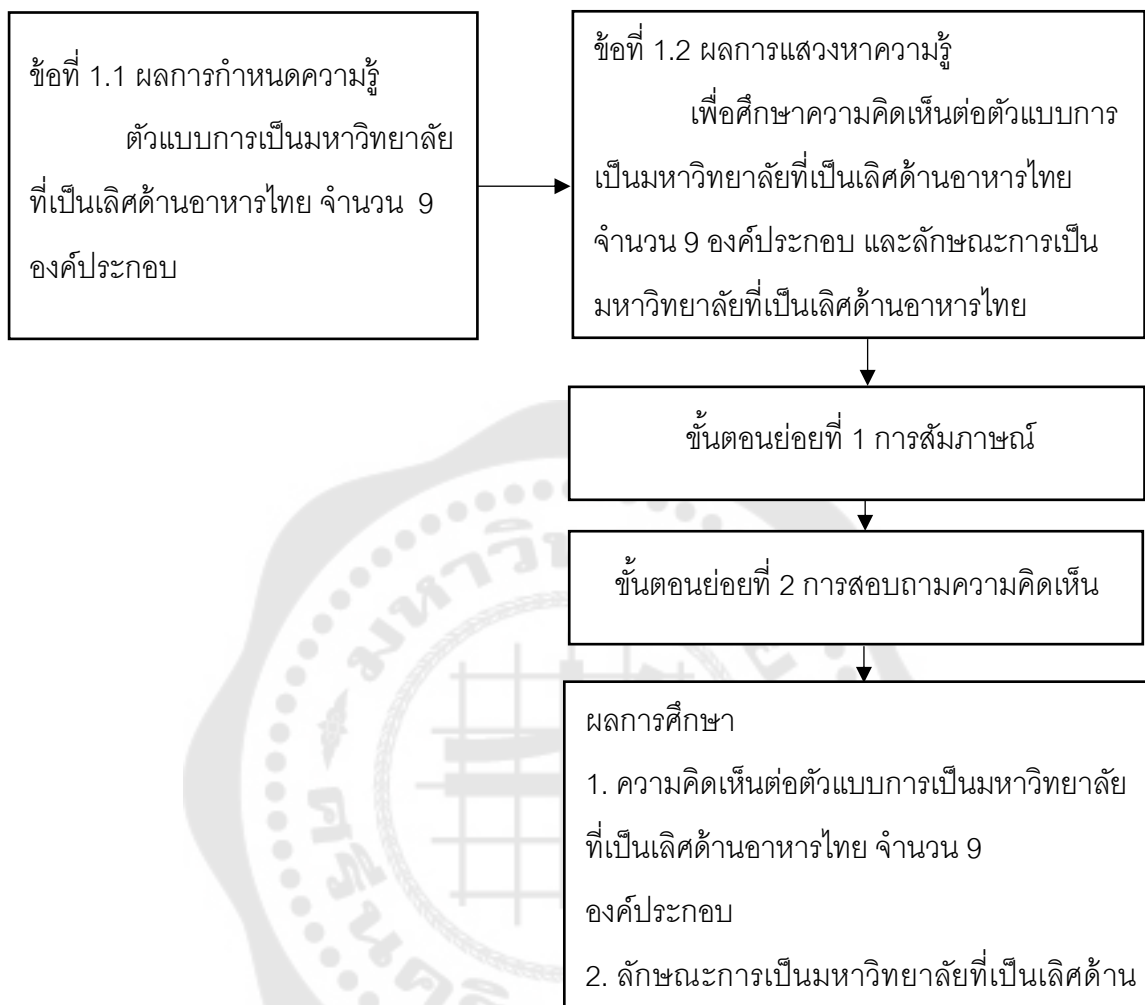 ข้อที่ 1.1 ผลการกำหนดความรู้
ตัวแบบการเป็นมหาวิทยาลัย
ที่เป็นเลิศด้านอาหารไทย จำนวน 9
องค์ประกอบ
ข้อที่ 1.2 ผลการแสวงหาความรู้
เพื่อศึกษาความคิดเห็นต่อตัวแบบการ
เป็นมหาวิทยาลัยที่เป็นเลิศด้านอาหารไทย
จำนวน 9 องค์ประกอบ และลักษณะการเป็น
มหาวิทยาลัยที่เป็นเลิศด้านอาหารไทย
ขั้นตอนย่อยที่ 1 การสัมภาษณ์
ขั้นตอนย่อยที่ 2 การสอบถามความคิดเห็น
ผลการศึกษา
1. ความคิดเห็นต่อตัวแบบการเป็นมหาวิทยาลัย
ที่เป็นเลิศด้านอาหารไทย จำนวน 9
องค์ประกอบ
2. ลักษณะการเป็นมหาวิทยาลัยที่เป็นเลิศด้าน